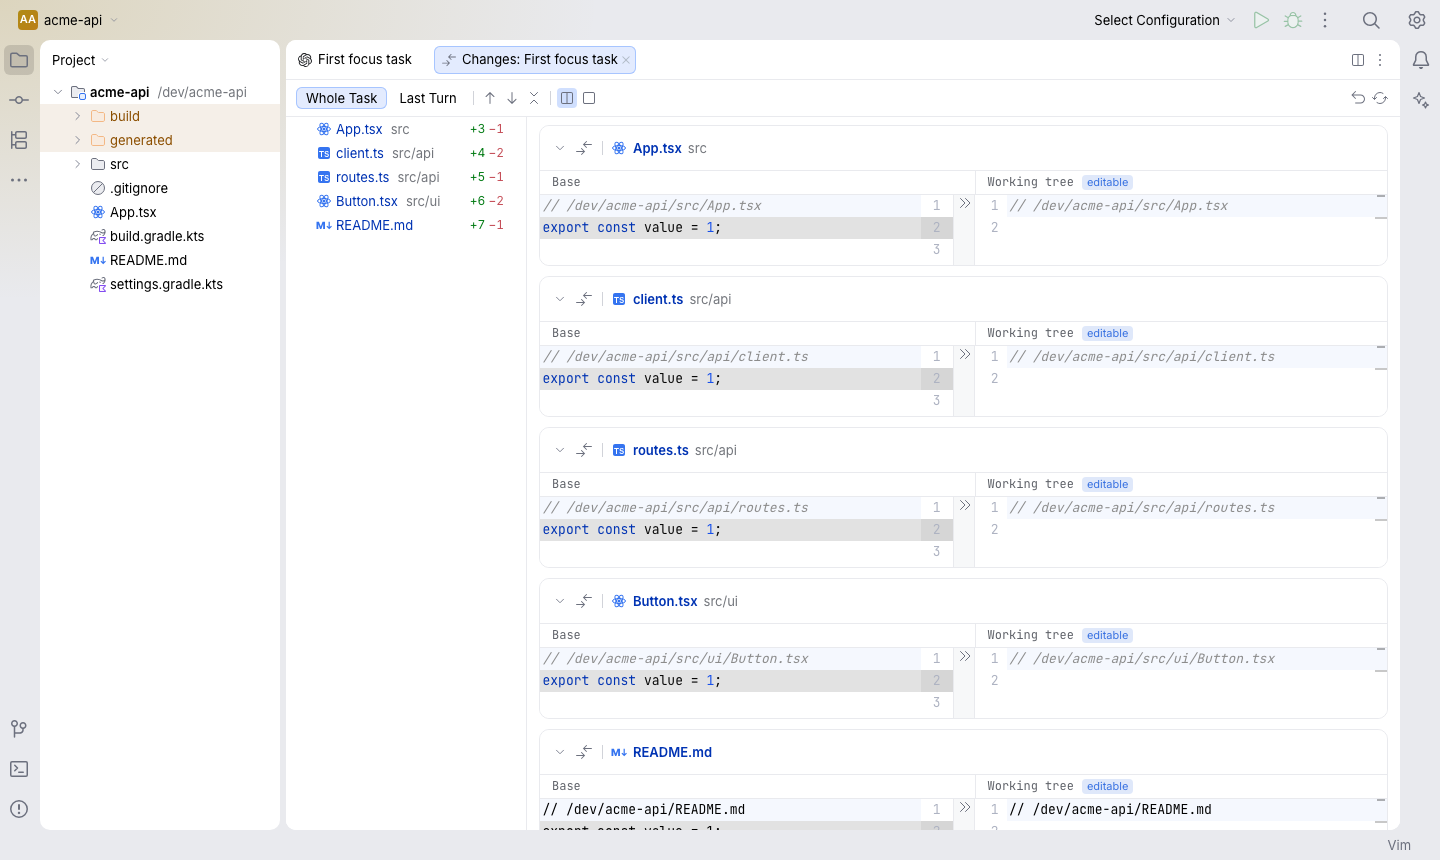 AA acme-api
Select Configuration
Project
acme-api /dev/acme-api
build
generated
src
.gitignore
App.tsx
build.gradle.kts
README.md
settings.gradle.kts
First focus task
Changes: First focus task
Whole Task
Last Turn
App.tsx src +3 −1
client.ts src/api +4 −2
routes.ts src/api +5 −1
Button.tsx src/ui +6 −2
README.md +7 −1
App.tsx src
Base
Working tree editable
// /dev/acme-api/src/App.tsx 1
1 // /dev/acme-api/src/App.tsx
export const value = 1; 2
2
3
client.ts src/api
Base
Working tree editable
// /dev/acme-api/src/api/client.ts 1
1 // /dev/acme-api/src/api/client.ts
export const value = 1; 2
2
3
routes.ts src/api
Base
Working tree editable
// /dev/acme-api/src/api/routes.ts 1
1 // /dev/acme-api/src/api/routes.ts
export const value = 1; 2
2
3
Button.tsx src/ui
Base
Working tree editable
// /dev/acme-api/src/ui/Button.tsx 1
1 // /dev/acme-api/src/ui/Button.tsx
export const value = 1; 2
2
3
README.md
Base
Working tree editable
// /dev/acme-api/README.md 1
1 // /dev/acme-api/README.md
export const value = 1; 2
2
Vim